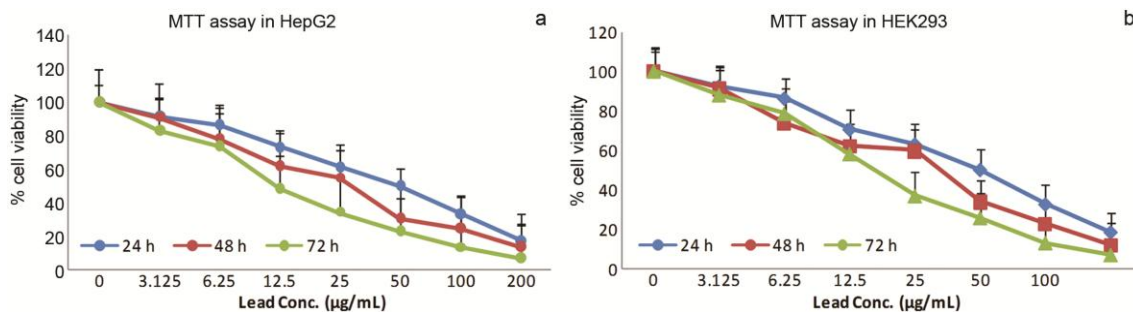 MTT assay in HepG2
a
140
120
100
80
60
40
20
0
% cell viability
24 h 48 h 72 h
0 3.125 6.25 12.5 25 50 100 200
Lead Conc. (µg/mL)
MTT assay in HEK293
b
120
100
80
60
40
20
0
% cell viability
24 h 48 h 72 h
0 3.125 6.25 12.5 25 50 100
Lead Conc. (µg/mL)